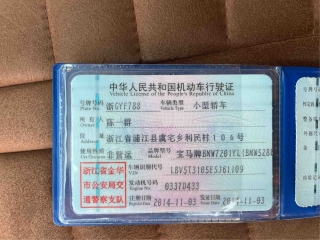 中华人民共和国机动车行驶证
Vehicle License of the People's Republic of China
号牌号码 浙GYF788 车辆类型 小型轿车
Plate No. Vehicle Type
所有人 陈一群
Owner
住址 浙江省浦江县虞宅乡利民村106号
Address
使用性质 非营运 品牌型号 宝马牌BMW7201YL(BMW528
Use Character Model
浙江省金华
市公安局交
通警察支队
车辆识别代号 LBVST3105ESJ61109
VIN
发动机号码 0337D433
Engine No.
注册日期 2014-11-03 发证日期 2014-11-03
Register Date Issue Date